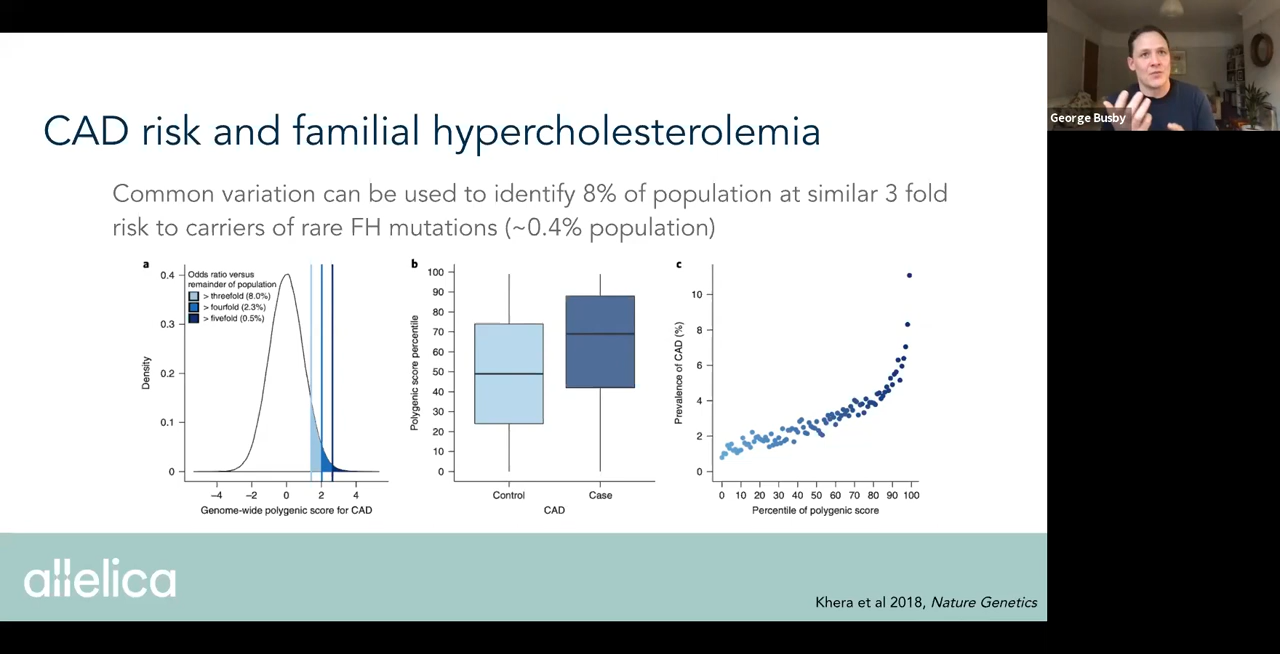 George Busby
CAD risk and familial hypercholesterolemia
Common variation can be used to identify 8% of population at similar 3 fold
risk to carriers of rare FH mutations (~0.4% population)
a
Odds ratio versus
remainder of population
> threefold (8.0%)
> fourfold (2.3%)
> fivefold (0.5%)
0.4
0.3
0.2
0.1
0
Density
–4 –2 0 2 4
Genome-wide polygenic score for CAD
b
100
90
80
70
60
50
40
30
20
10
0
Polygenic score percentile
Control Case
CAD
c
10
8
6
4
2
0
Prevalence of CAD (%)
0 10 20 30 40 50 60 70 80 90 100
Percentile of polygenic score
allelica
Khera et al 2018, Nature Genetics